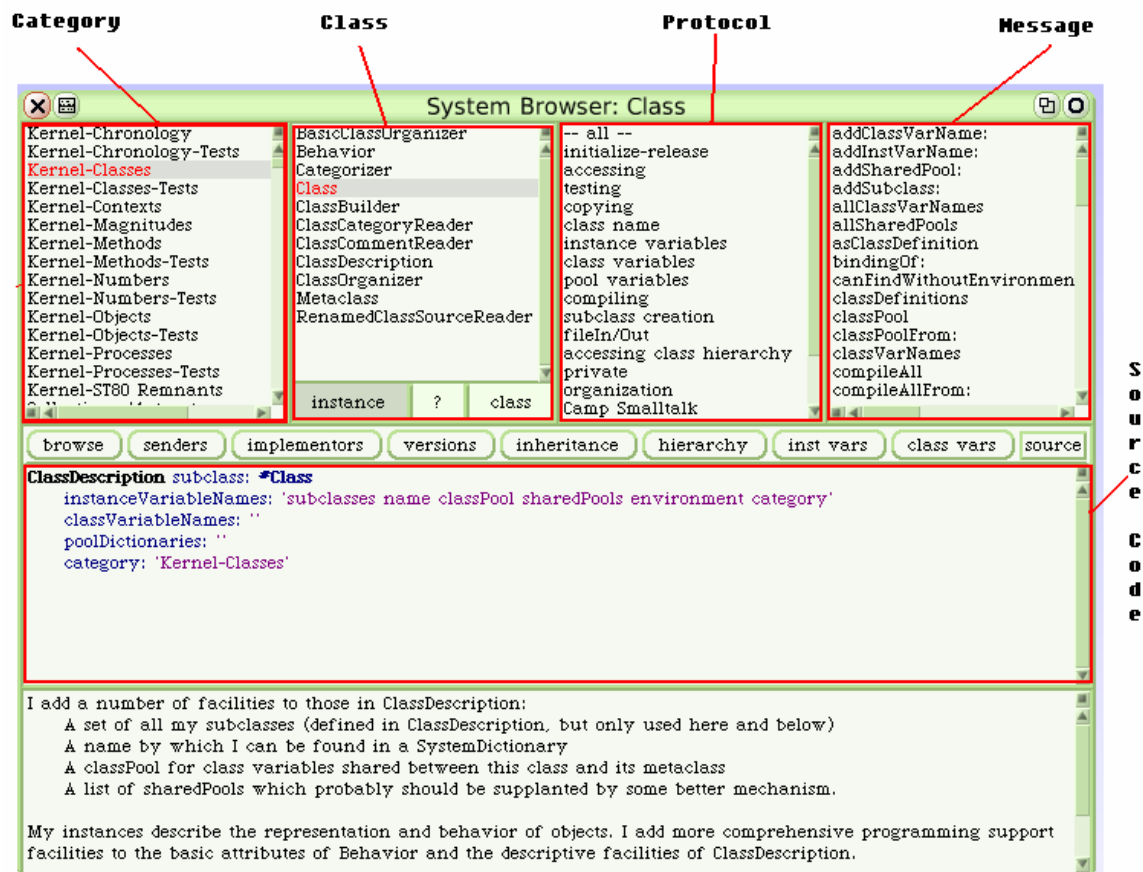 Category
Class
Protocol
Message
System Browser: Class
Kernel-Chronology
Kernel-Chronology-Tests
Kernel-Classes
Kernel-Classes-Tests
Kernel-Contexts
Kernel-Magnitudes
Kernel-Methods
Kernel-Methods-Tests
Kernel-Numbers
Kernel-Numbers-Tests
Kernel-Objects
Kernel-Objects-Tests
Kernel-Processes
Kernel-Processes-Tests
Kernel-ST80 Remnants
BasicClassOrganizer
Behavior
Categorizer
Class
ClassBuilder
ClassCategoryReader
ClassCommentReader
ClassDescription
ClassOrganizer
Metaclass
RenamedClassSourceReader
instance ? class
-- all --
initialize-release
accessing
testing
copying
class name
instance variables
class variables
pool variables
compiling
subclass creation
fileIn/Out
accessing class hierarchy
private
organization
Camp Smalltalk
addClassVarName:
addInstVarName:
addSharedPool:
addSubclass:
allClassVarNames
allSharedPools
asClassDefinition
bindingOf:
canFindWithoutEnvironmen
classDefinitions
classPool
classPoolFrom:
classVarNames
compileAll
compileAllFrom:
browse senders implementors versions inheritance hierarchy inst vars class vars source
ClassDescription subclass: #Class
instanceVariableNames: 'subclasses name classPool sharedPools environment category'
classVariableNames: ''
poolDictionaries: ''
category: 'Kernel-Classes'
Source Code
I add a number of facilities to those in ClassDescription:
A set of all my subclasses (defined in ClassDescription, but only used here and below)
A name by which I can be found in a SystemDictionary
A classPool for class variables shared between this class and its metaclass
A list of sharedPools which probably should be supplanted by some better mechanism.
My instances describe the representation and behavior of objects. I add more comprehensive programming support
facilities to the basic attributes of Behavior and the descriptive facilities of ClassDescription.